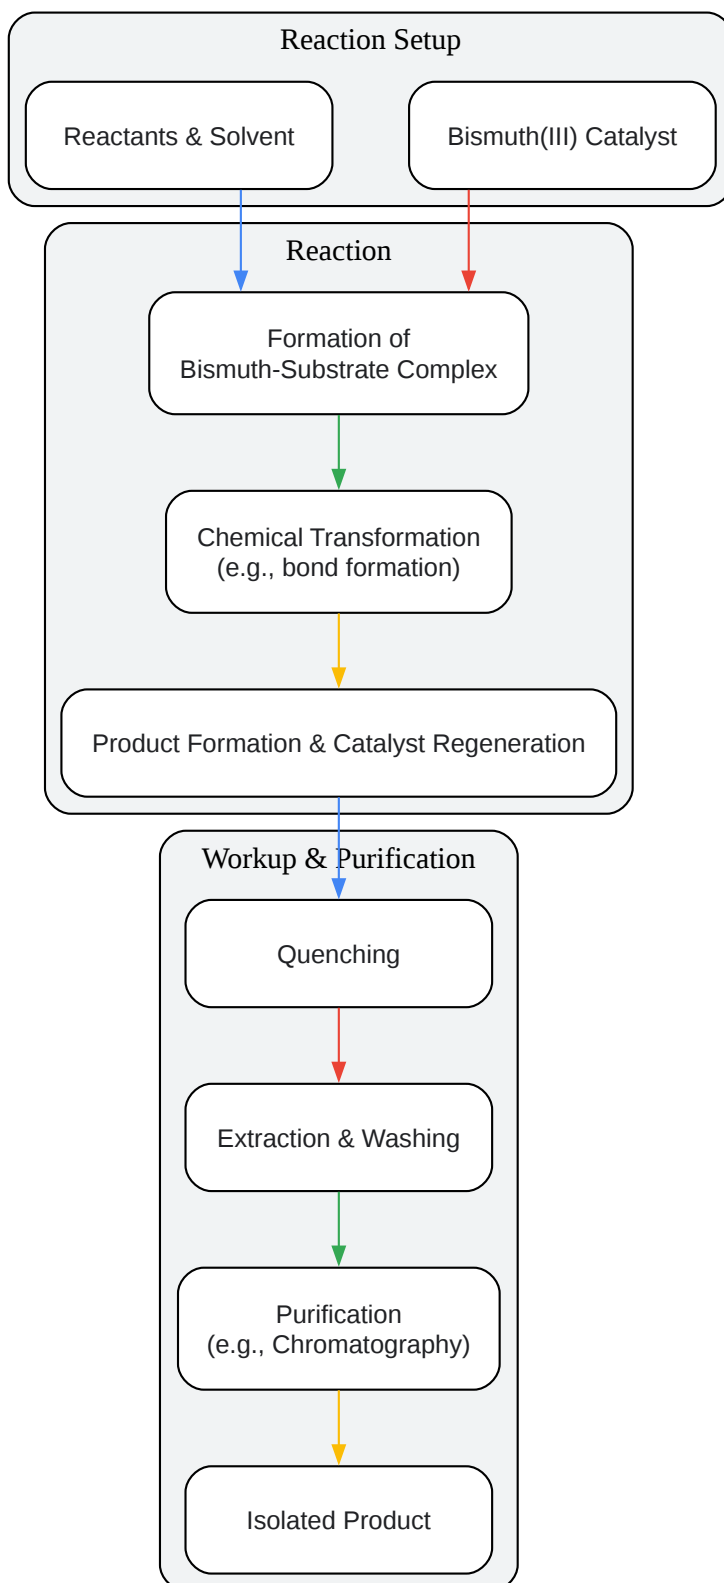 Reaction Setup
Reactants & Solvent
Bismuth(III) Catalyst
Reaction
Formation of
Bismuth-Substrate Complex
Chemical Transformation
(e.g., bond formation)
Product Formation & Catalyst Regeneration
Workup & Purification
Quenching
Extraction & Washing
Purification
(e.g., Chromatography)
Isolated Product